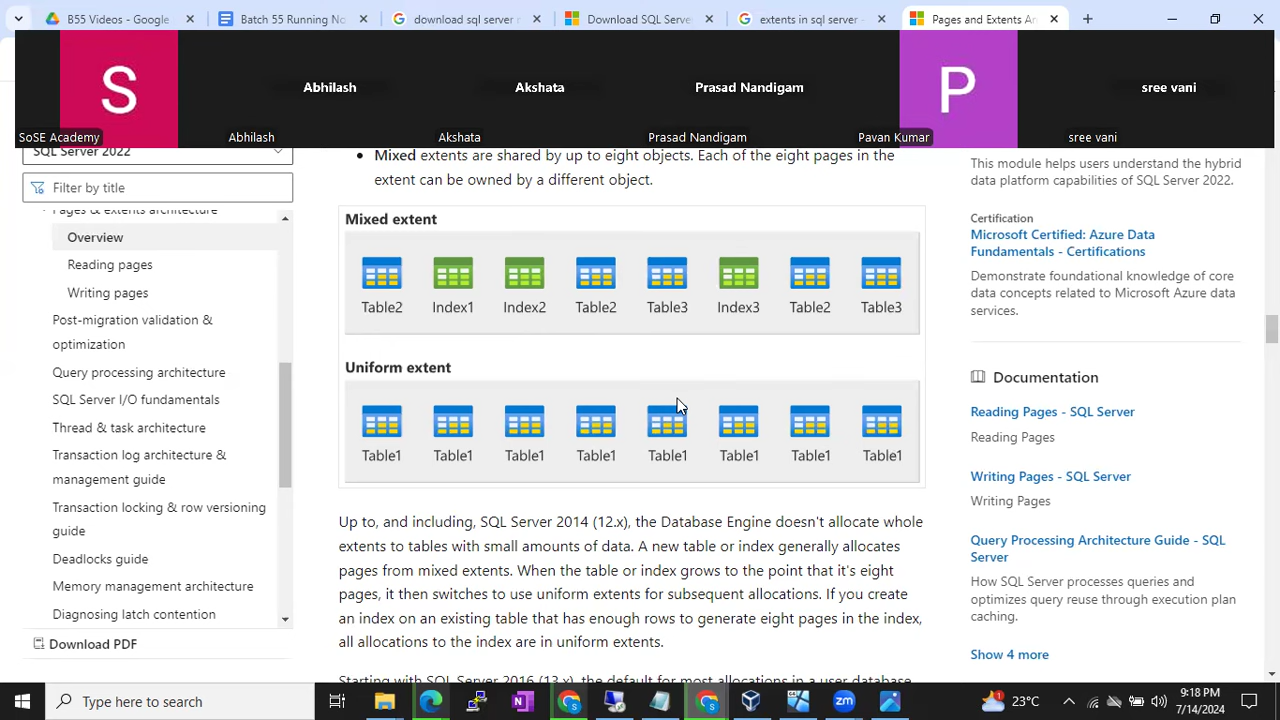 B55 Videos - Google
Batch 55 Running No
download sql server m
Download SQL Serve
extents in sql server -
Pages and Extents Ar
S
Abhilash
Akshata
Prasad Nandigam
P
sree vani
SoSE Academy
Abhilash
Akshata
Prasad Nandigam
Pavan Kumar
sree vani
SQL Server 2022
Filter by title
Pages & extents architecture
Overview
Reading pages
Writing pages
Post-migration validation &
optimization
Query processing architecture
SQL Server I/O fundamentals
Thread & task architecture
Transaction log architecture &
management guide
Transaction locking & row versioning
guide
Deadlocks guide
Memory management architecture
Diagnosing latch contention
Download PDF
• Mixed extents are shared by up to eight objects. Each of the eight pages in the
extent can be owned by a different object.
Mixed extent
Table2 Index1 Index2 Table2 Table3 Index3 Table2 Table3
Uniform extent
Table1 Table1 Table1 Table1 Table1 Table1 Table1 Table1
Up to, and including, SQL Server 2014 (12.x), the Database Engine doesn't allocate whole
extents to tables with small amounts of data. A new table or index generally allocates
pages from mixed extents. When the table or index grows to the point that it's eight
pages, it then switches to use uniform extents for subsequent allocations. If you create
an index on an existing table that has enough rows to generate eight pages in the index,
all allocations to the index are in uniform extents.
Starting with SQL Server 2016 (13.x), the default for most allocations in a user database
This module helps users understand the hybrid
data platform capabilities of SQL Server 2022.
Certification
Microsoft Certified: Azure Data
Fundamentals - Certifications
Demonstrate foundational knowledge of core
data concepts related to Microsoft Azure data
services.
Documentation
Reading Pages - SQL Server
Reading Pages
Writing Pages - SQL Server
Writing Pages
Query Processing Architecture Guide - SQL
Server
How SQL Server processes queries and
optimizes query reuse through execution plan
caching.
Show 4 more
Type here to search
23°C
9:18 PM
7/14/2024